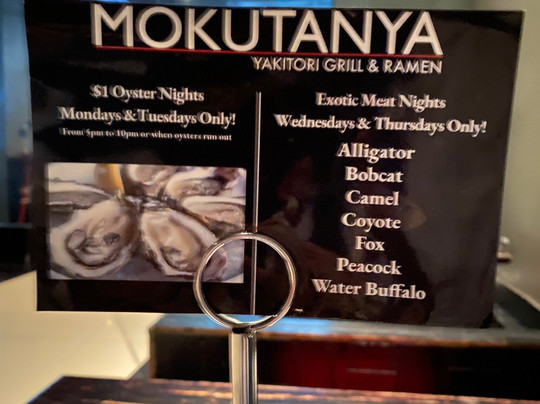 MOKUTANYA
YAKITORI GRILL & RAMEN
$1 Oyster Nights
Mondays & Tuesdays Only!
From 5pm to 10pm or when oysters run out
Exotic Meat Nights
Wednesdays & Thursdays Only!
Alligator
Bobcat
Camel
Coyote
Fox
Peacock
Water Buffalo